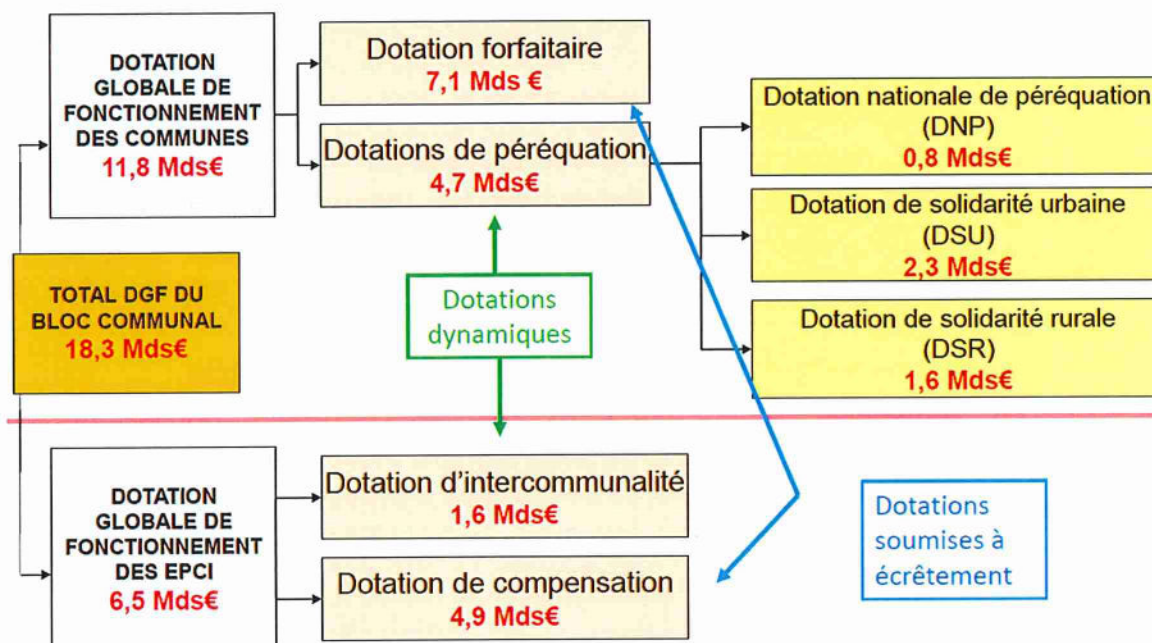 DOTATION
GLOBALE DE
FONCTIONNEMENT
DES COMMUNES
11,8 Mds€
Dotation forfaitaire
7,1 Mds €
Dotations de péréquation
4,7 Mds€
Dotation nationale de péréquation
(DNP)
0,8 Mds€
Dotation de solidarité urbaine
(DSU)
2,3 Mds€
Dotation de solidarité rurale
(DSR)
1,6 Mds€
TOTAL DGF DU
BLOC COMMUNAL
18,3 Mds€
Dotations
dynamiques
DOTATION
GLOBALE DE
FONCTIONNEMENT
DES EPCI
6,5 Mds€
Dotation d'intercommunalité
1,6 Mds€
Dotation de compensation
4,9 Mds€
Dotations
soumises à
écrêtement